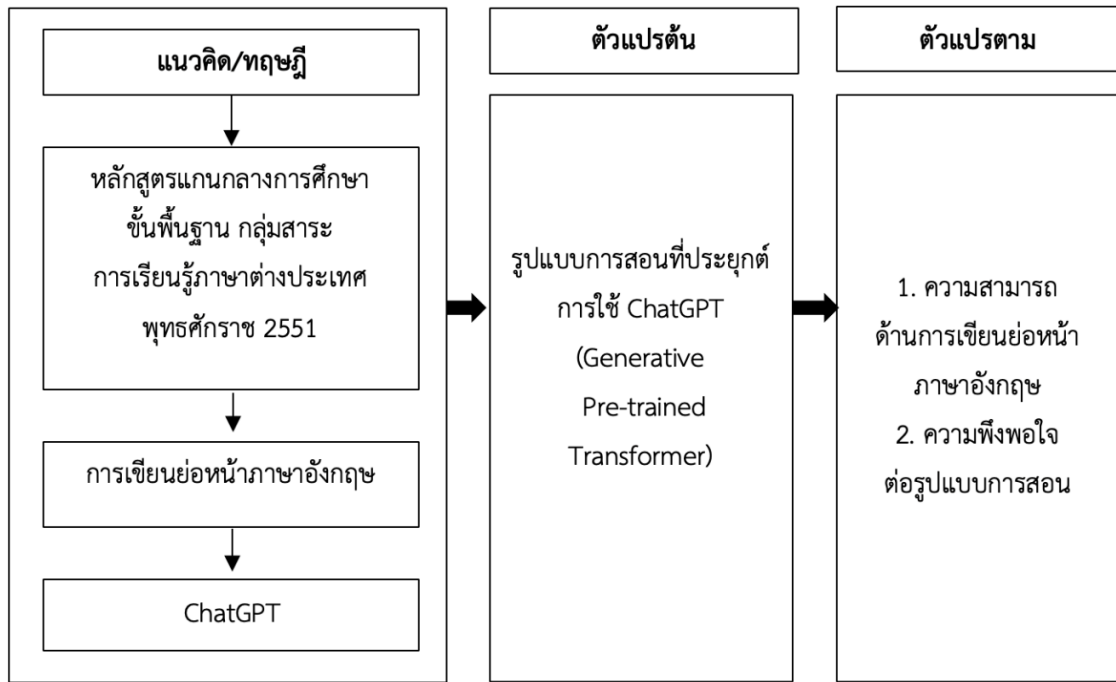 แนวคิด/ทฤษฎี
หลักสูตรแกนกลางการศึกษา
ขั้นพื้นฐาน กลุ่มสาระ
การเรียนรู้ภาษาต่างประเทศ
พุทธศักราช 2551
การเขียนย่อหน้าภาษาอังกฤษ
ChatGPT
ตัวแปรต้น
รูปแบบการสอนที่ประยุกต์
การใช้ ChatGPT
(Generative
Pre-trained
Transformer)
ตัวแปรตาม
1. ความสามารถ
ด้านการเขียนย่อหน้า
ภาษาอังกฤษ
2. ความพึงพอใจ
ต่อรูปแบบการสอน